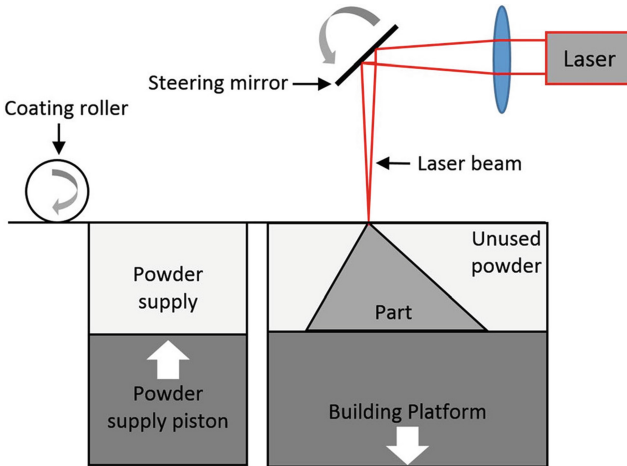 Laser
Steering mirror
Coating roller
Laser beam
Unused
powder
Powder
supply
Part
Powder
supply piston
Building Platform